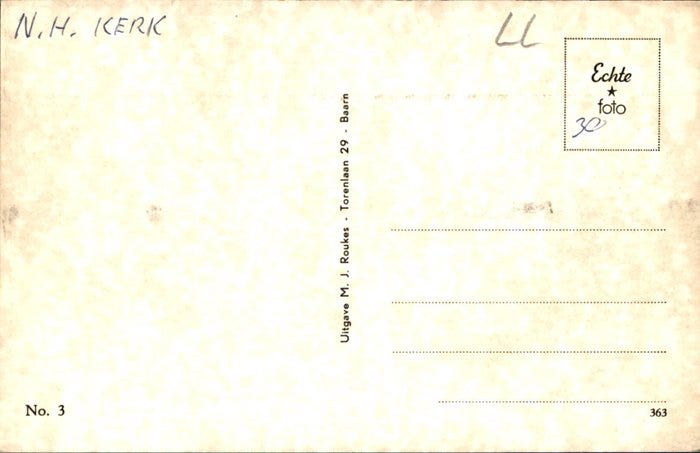 N.H. KERK
LL
Echte
foto
30
Uitgave M. J. Roukes - Torenlaan 29 - Baarn
No. 3
363